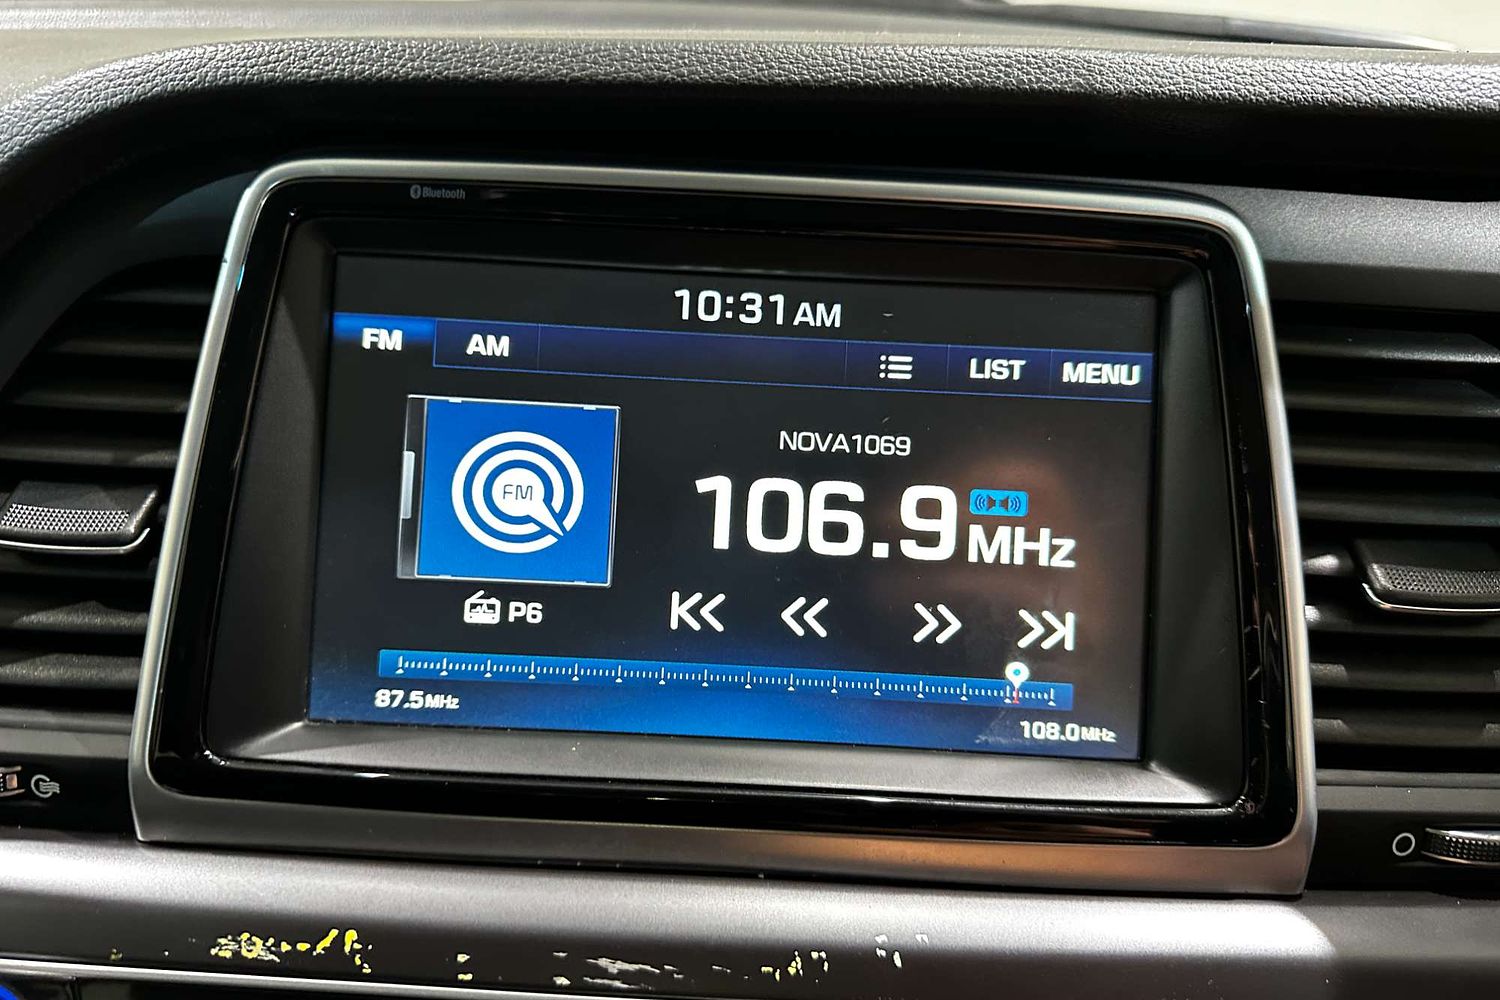 Bluetooth
10:31 AM
FM AM LIST MENU
NOVA1069
FM
106.9 MHz
P6
87.5MHz
108.0MHz